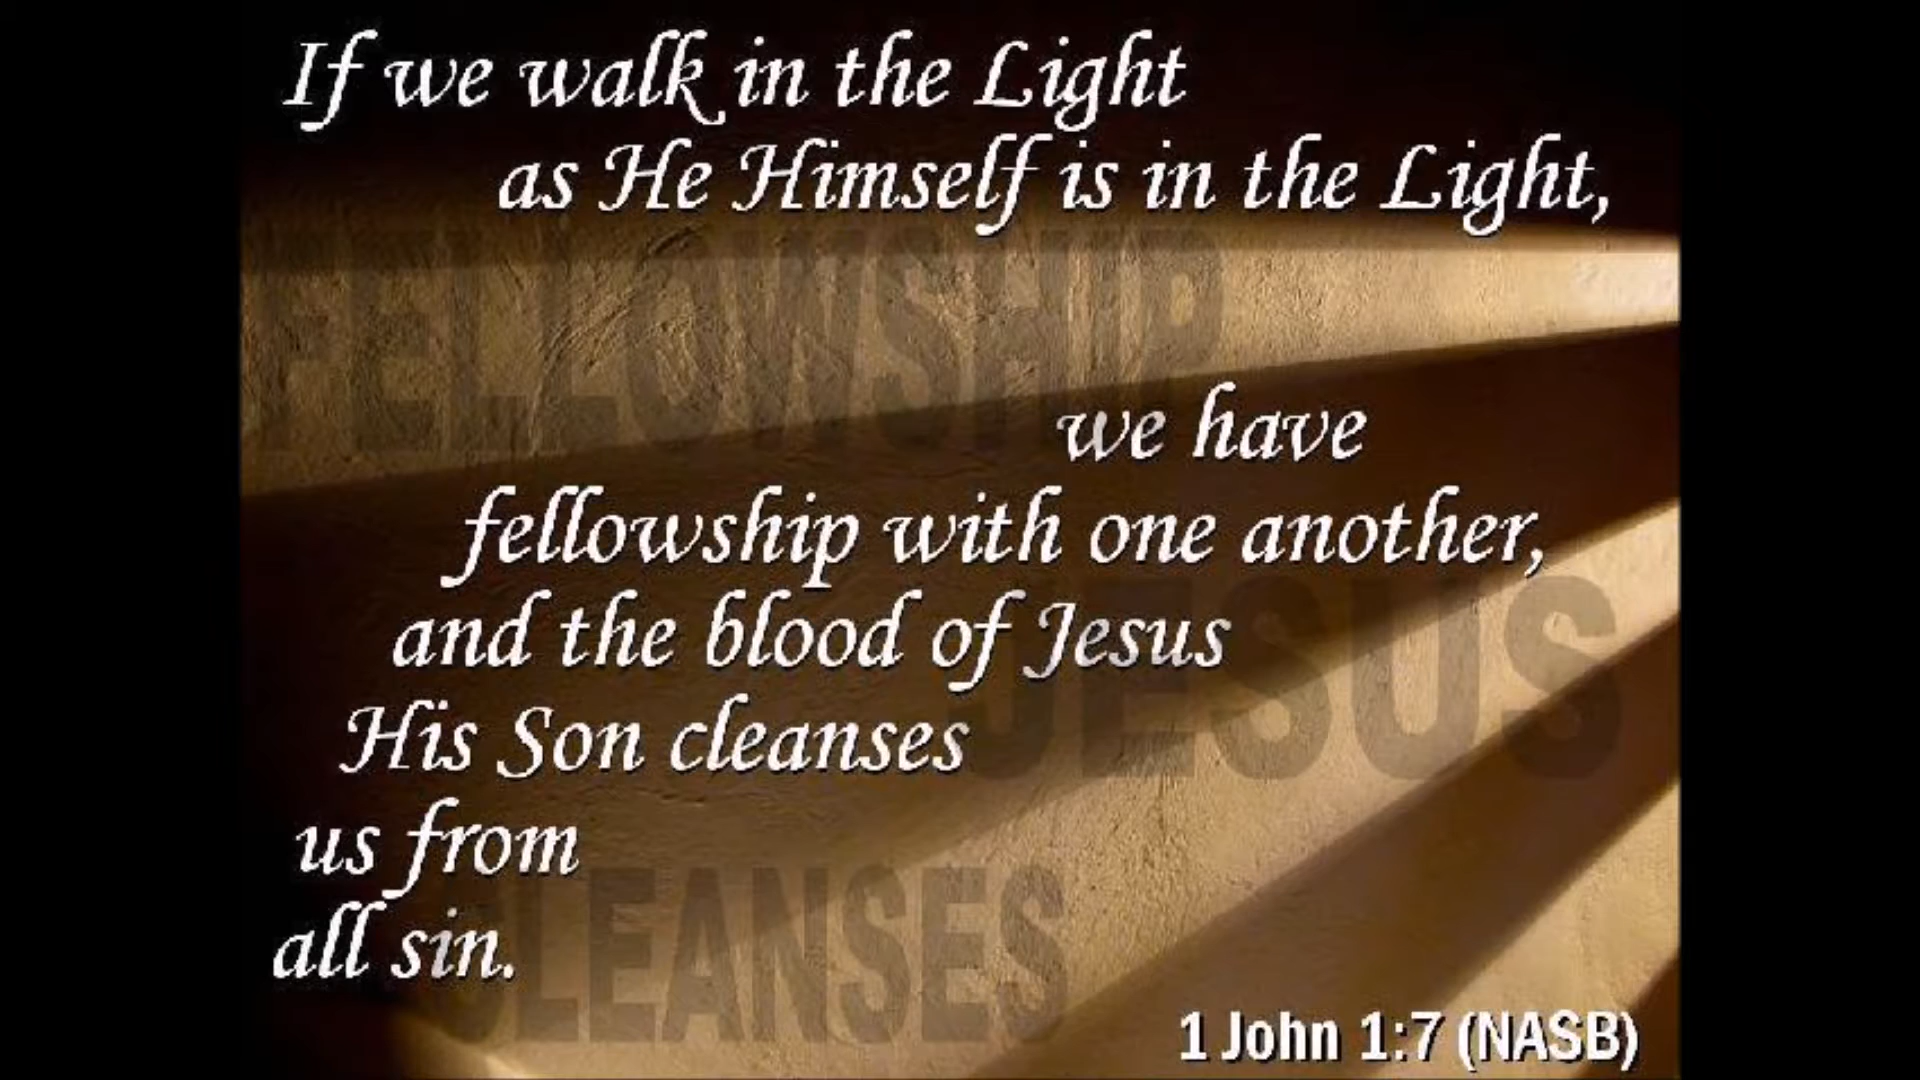 If we walk in the Light
as He Himself is in the Light,
FELLOWSHIP
we have
fellowship with one another,
and the blood of Jesus
JESUS
His Son cleanses
us from
all sin.
CLEANSES
1 John 1:7 (NASB)